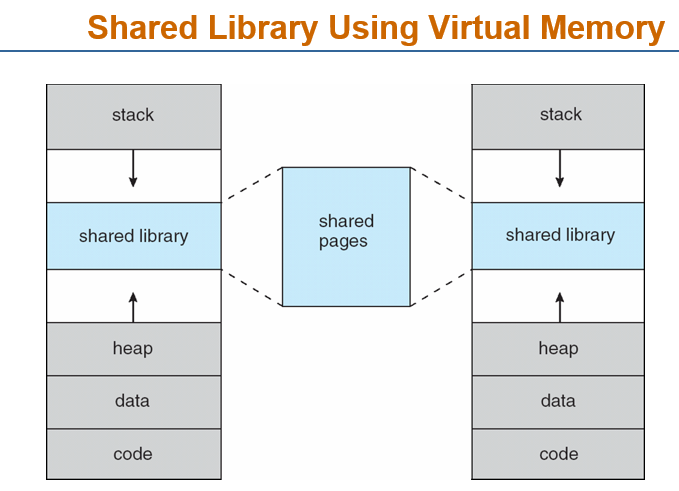 Shared Library Using Virtual Memory
stack
shared library
heap
data
code
shared
pages
stack
shared library
heap
data
code